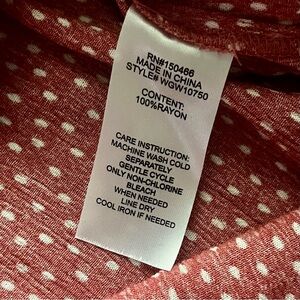 RN#150466
MADE IN CHINA
STYLE# WGW10750
CONTENT:
100%RAYON
CARE INSTRUCTION:
MACHINE WASH COLD
SEPARATELY
GENTLE CYCLE
ONLY NON-CHLORINE
BLEACH
WHEN NEEDED
LINE DRY
COOL IRON IF NEEDED